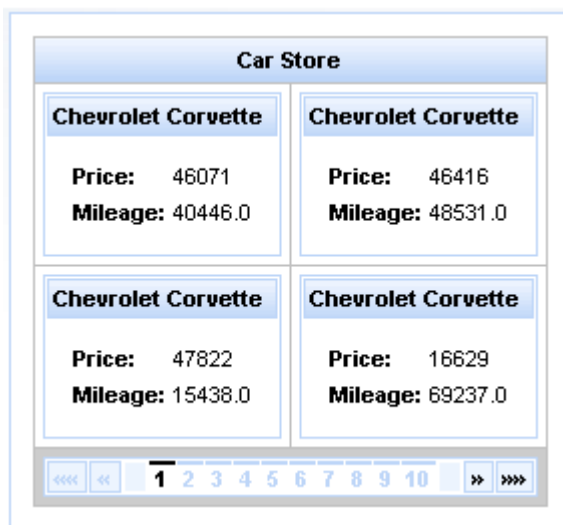 Car Store
Chevrolet Corvette Chevrolet Corvette
Price: 46071 Price: 46416
Mileage: 40446.0 Mileage: 48531.0
Chevrolet Corvette Chevrolet Corvette
Price: 47822 Price: 16629
Mileage: 15438.0 Mileage: 69237.0
«« « 1 2 3 4 5 6 7 8 9 10 » »»